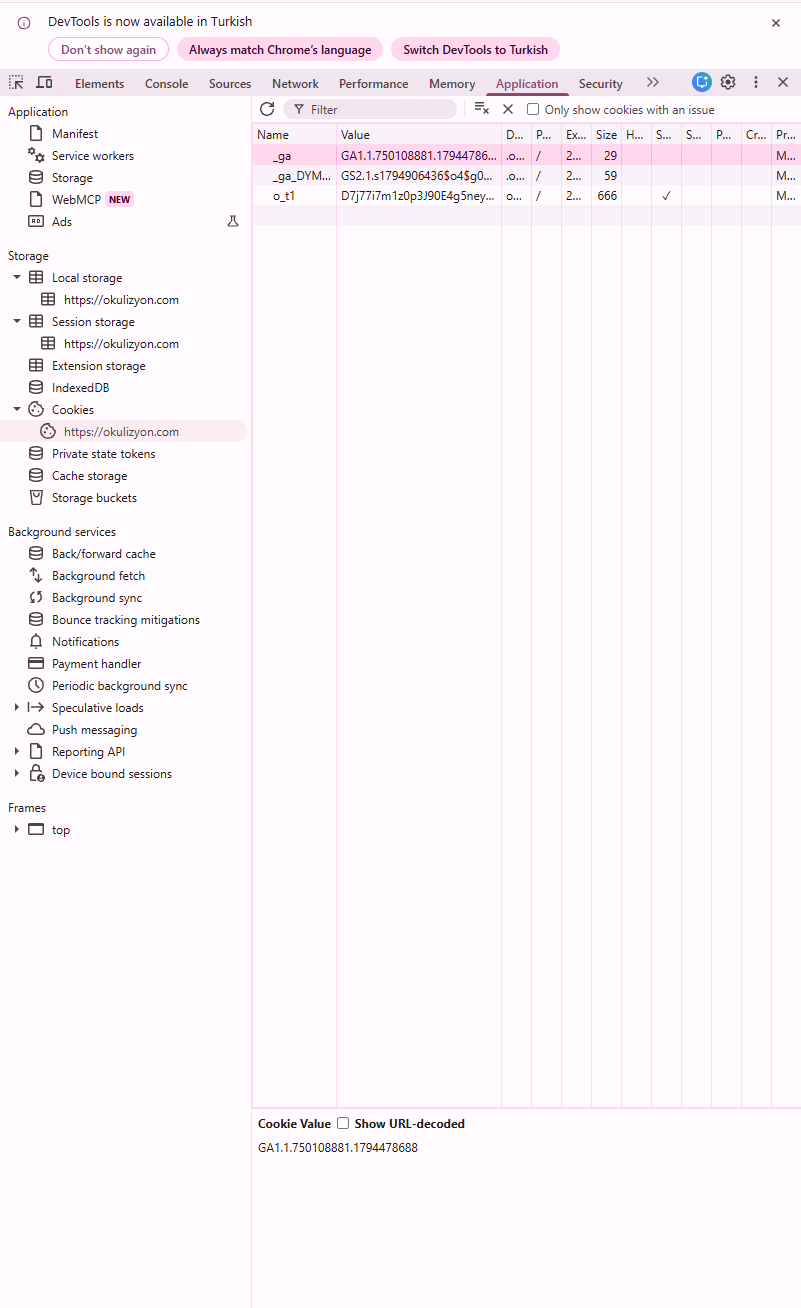 DevTools is now available in Turkish
Don't show again
Always match Chrome's language
Switch DevTools to Turkish
Elements Console Sources Network Performance Memory Application Security
Application
Manifest
Service workers
Storage
WebMCP NEW
Ads
Storage
Local storage
https://okulizyon.com
Session storage
https://okulizyon.com
Extension storage
IndexedDB
Cookies
https://okulizyon.com
Private state tokens
Cache storage
Storage buckets
Background services
Back/forward cache
Background fetch
Background sync
Bounce tracking mitigations
Notifications
Payment handler
Periodic background sync
Speculative loads
Push messaging
Reporting API
Device bound sessions
Frames
top
Filter
Only show cookies with an issue
Name Value D... P... Ex... Size H... S... S... P... Cr... Pr...
_ga GA1.1.750108881.17944786... .o... / 2... 29 M...
_ga_DYM... GS2.1.s1794906436$o4$g0... .o... / 2... 59 M...
o_t1 D7j77i7m1z0p3J90E4g5ney... o... / 2... 666 ✓ M...
Cookie Value Show URL-decoded
GA1.1.750108881.1794478688